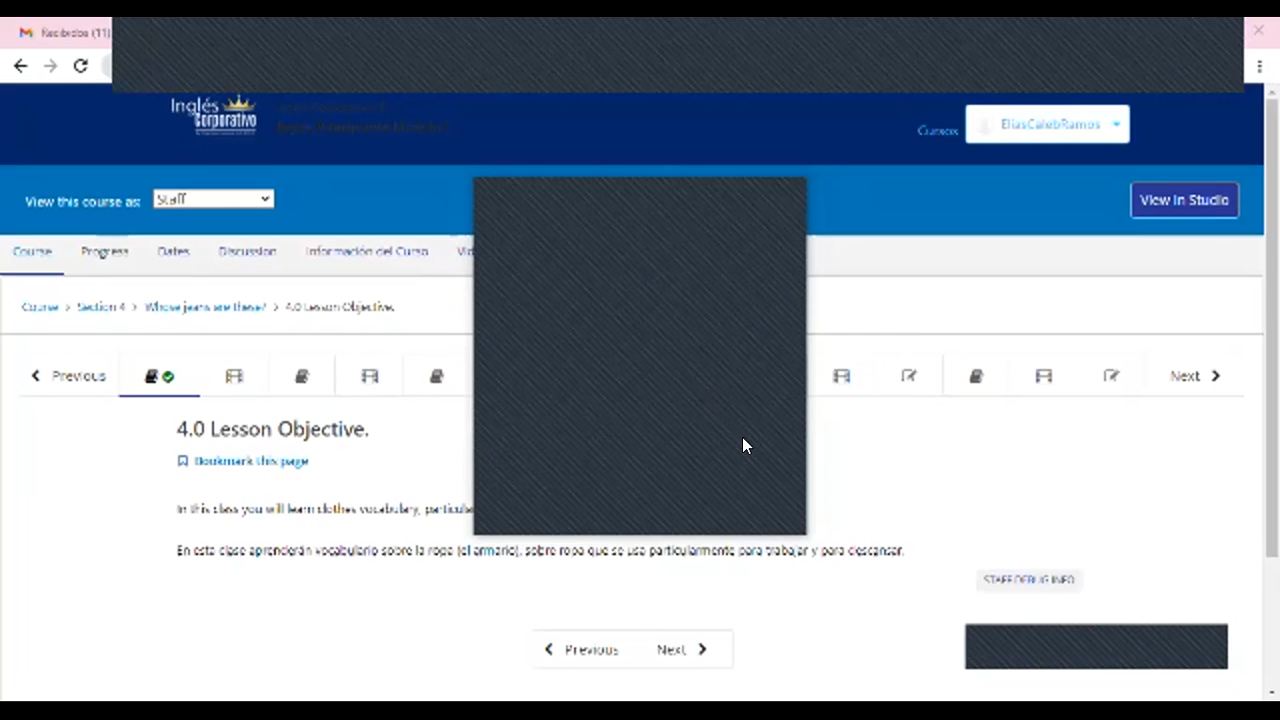 Recibidos (11)
Inglés
Corporativo
Cursos
EliasCalebRamos
View this course as:
Staff
View in Studio
Course
Progress
Dates
Discussion
Información del Curso
Course > Section 4 > Whose jeans are these? > 4.0 Lesson Objective.
Previous
Next
4.0 Lesson Objective.
Bookmark this page
In this class you will learn clothes vocabulary,
En esta clase aprenderán vocabulario sobre la ropa (el armario), sobre ropa que se usa particularmente para trabajar y para descansar.
STAFF DEBUG INFO
Previous
Next